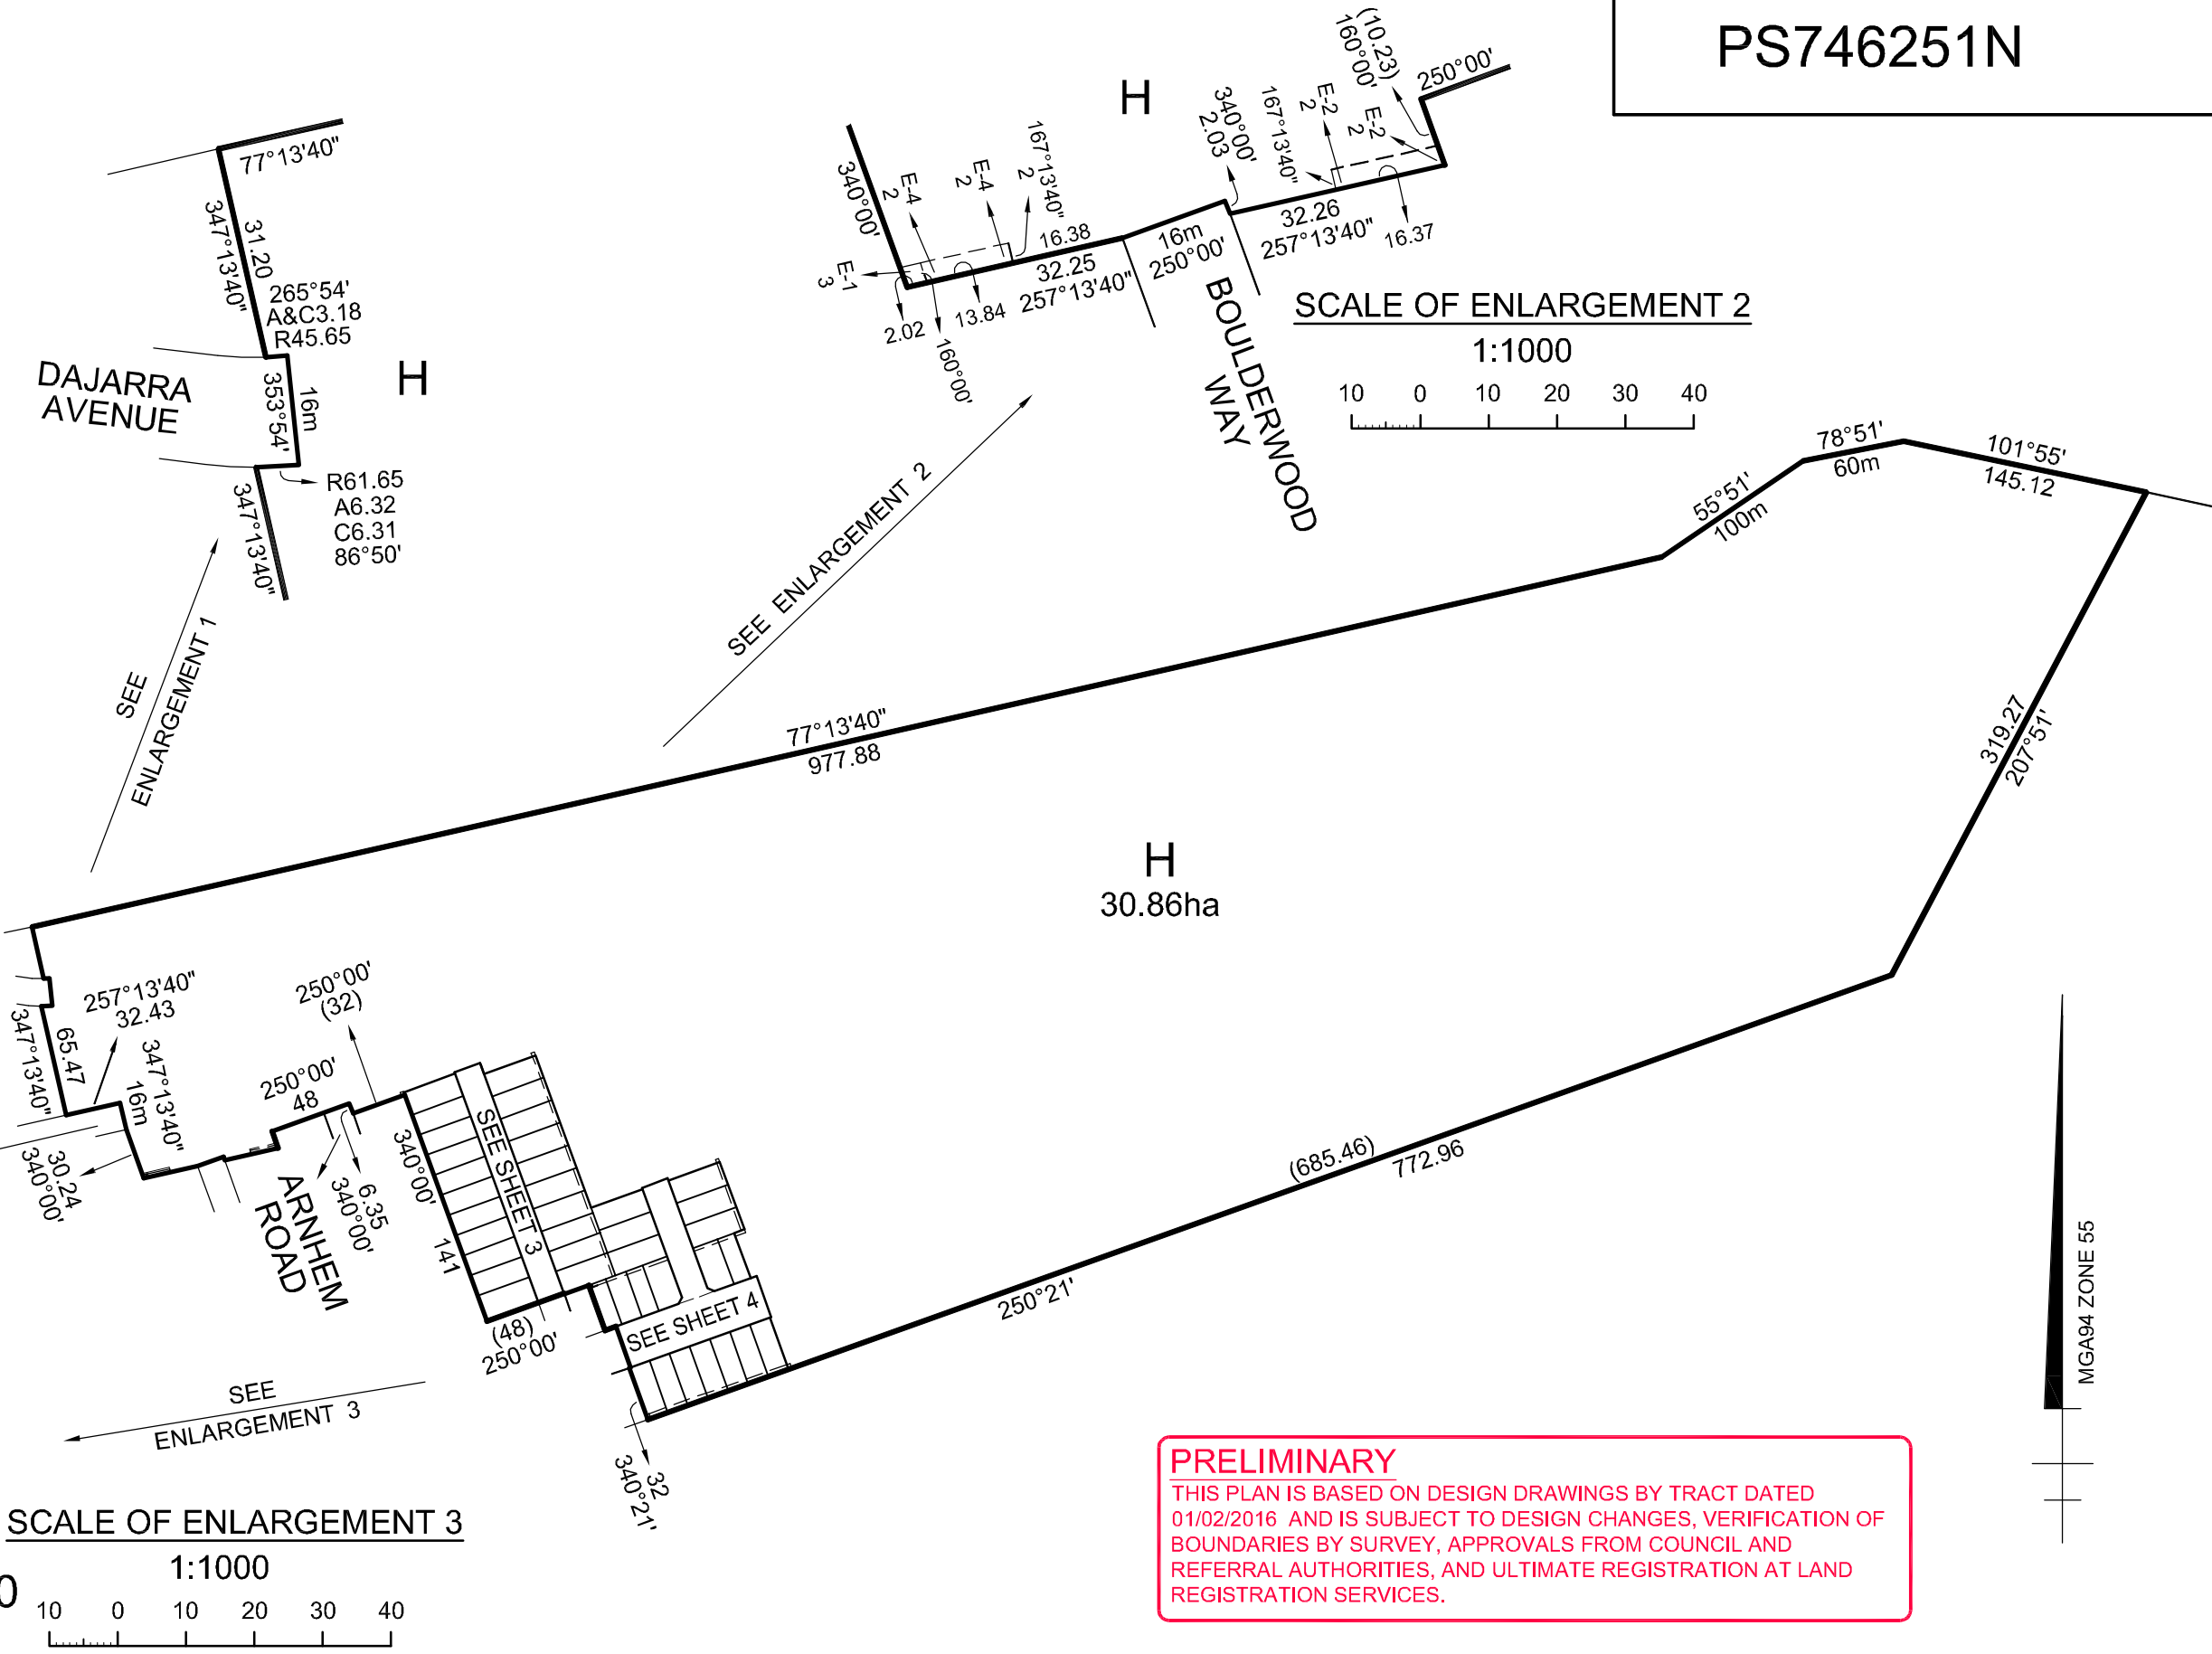 PS746251N
77°13'40"
31.20
347°13'40"
265°54'
A&C3.18
R45.65
DAJARRA
AVENUE
H
353°54'
16m
R61.65
A6.32
C6.31
86°50'
347°13'40"
SEE
ENLARGEMENT 1
H
340°00'
E-4
2
E-4
2
167°13'40"
2
E-1
3
16.38
32.25
257°13'40"
2.02
13.84
160°00'
16m
250°00'
340°00'
2.03
167°13'40"
E-2
2
E-2
2
(10.23)
160°00'
250°00'
32.26
257°13'40"
16.37
BOULDERWOOD
WAY
SCALE OF ENLARGEMENT 2
1:1000
10 0 10 20 30 40
SEE ENLARGEMENT 2
77°13'40"
977.88
55°51'
100m
78°51'
60m
101°55'
145.12
319.27
207°51'
H
30.86ha
257°13'40"
32.43
347°13'40"
65.47
347°13'40"
16m
30.24
340°00'
250°00'
(32)
250°00'
48
ARNHEM
ROAD
6.35
340°00'
340°00'
141
SEE SHEET 3
(48)
250°00'
SEE SHEET 4
32
340°21'
(685.46)
772.96
250°21'
SEE
ENLARGEMENT 3
SCALE OF ENLARGEMENT 3
1:1000
0
10 0 10 20 30 40
MGA94 ZONE 55
PRELIMINARY
THIS PLAN IS BASED ON DESIGN DRAWINGS BY TRACT DATED
01/02/2016 AND IS SUBJECT TO DESIGN CHANGES, VERIFICATION OF
BOUNDARIES BY SURVEY, APPROVALS FROM COUNCIL AND
REFERRAL AUTHORITIES, AND ULTIMATE REGISTRATION AT LAND
REGISTRATION SERVICES.